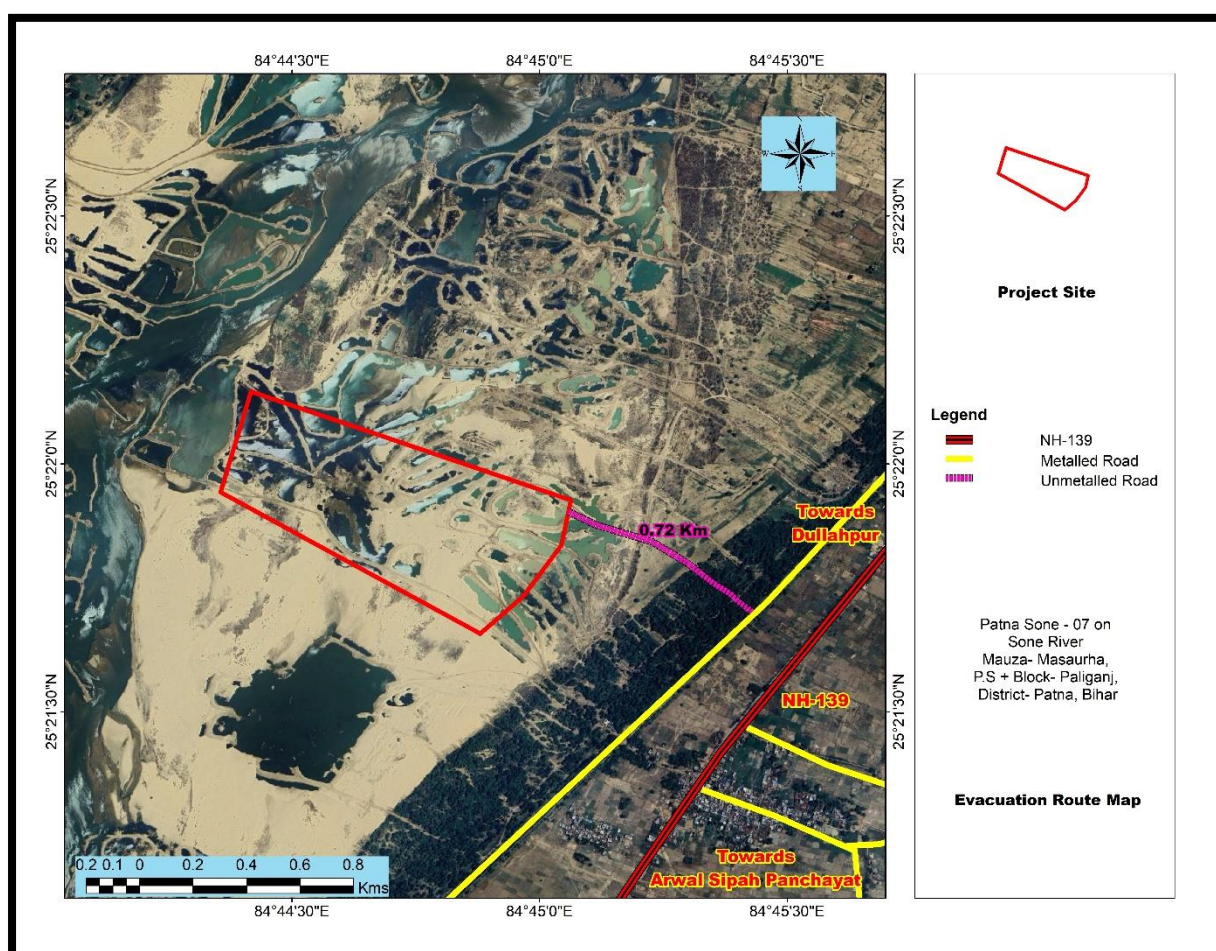 84°44'30"E
84°45'0"E
84°45'30"E
25°22'30"N
25°22'30"N
N
W
E
S
25°22'0"N
25°22'0"N
0.72 Km
Towards
Dullahpur
NH-139
25°21'30"N
25°21'30"N
Towards
Arwal Sipah Panchayat
0.2 0.1 0 0.2 0.4 0.6 0.8
Kms
84°44'30"E
84°45'0"E
84°45'30"E
Project Site
Legend
NH-139
Metalled Road
Unmetalled Road
Patna Sone - 07 on
Sone River
Mauza- Masaurha,
P.S + Block- Paliganj,
District- Patna, Bihar
Evacuation Route Map